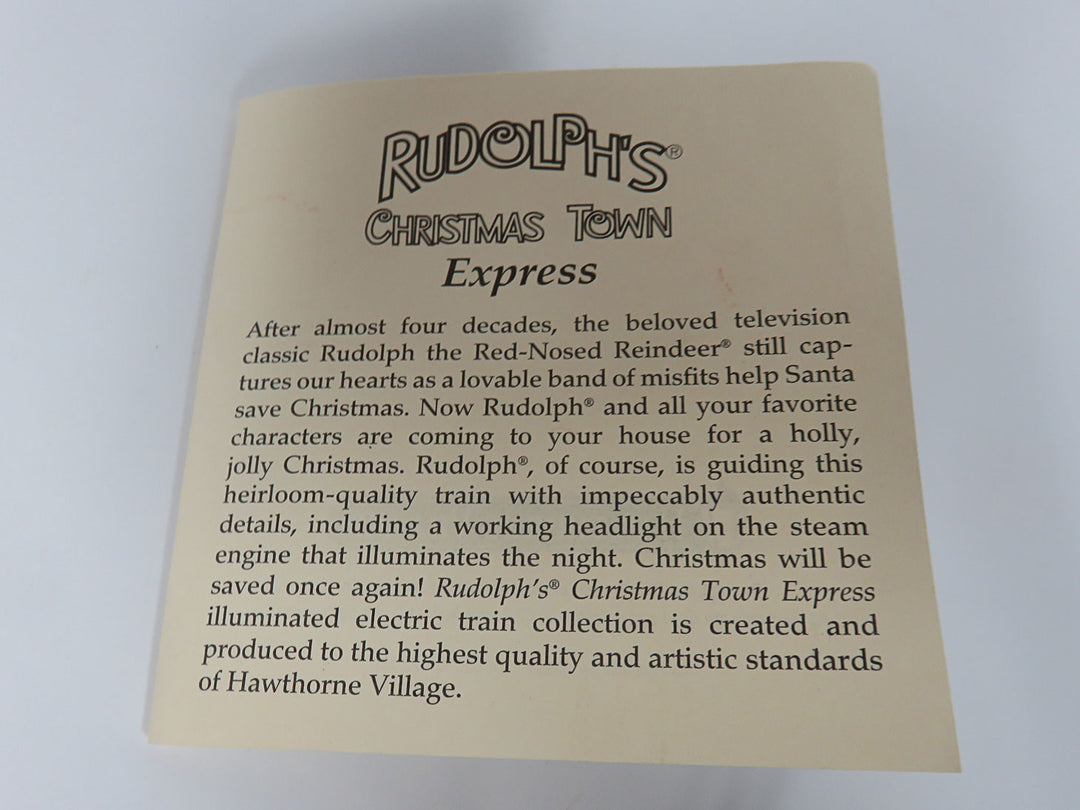 RUDOLPH'S®
CHRISTMAS TOWN
Express
After almost four decades, the beloved television
classic Rudolph the Red-Nosed Reindeer® still cap-
tures our hearts as a lovable band of misfits help Santa
save Christmas. Now Rudolph® and all your favorite
characters are coming to your house for a holly,
jolly Christmas. Rudolph®, of course, is guiding this
heirloom-quality train with impeccably authentic
details, including a working headlight on the steam
engine that illuminates the night. Christmas will be
saved once again! Rudolph's® Christmas Town Express
illuminated electric train collection is created and
produced to the highest quality and artistic standards
of Hawthorne Village.